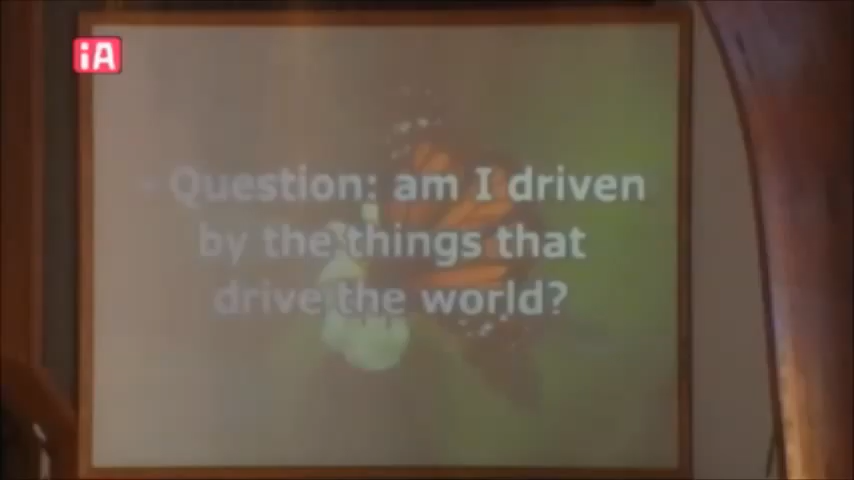 iA
- Question: am I driven
by the things that
drive the world?